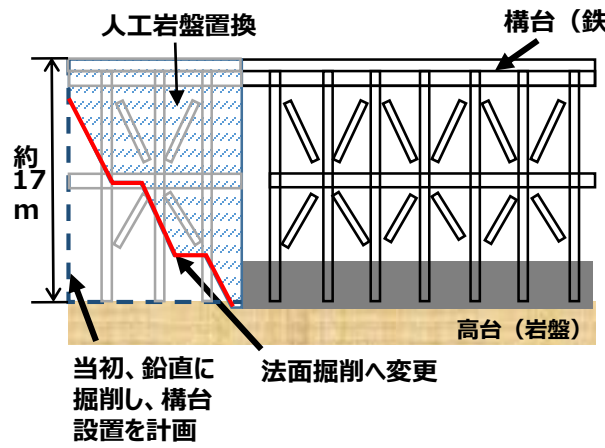 人工岩盤置換
構台（鉄
約
17
m
高台（岩盤）
当初、鉛直に
掘削し、構台
設置を計画
法面掘削へ変更